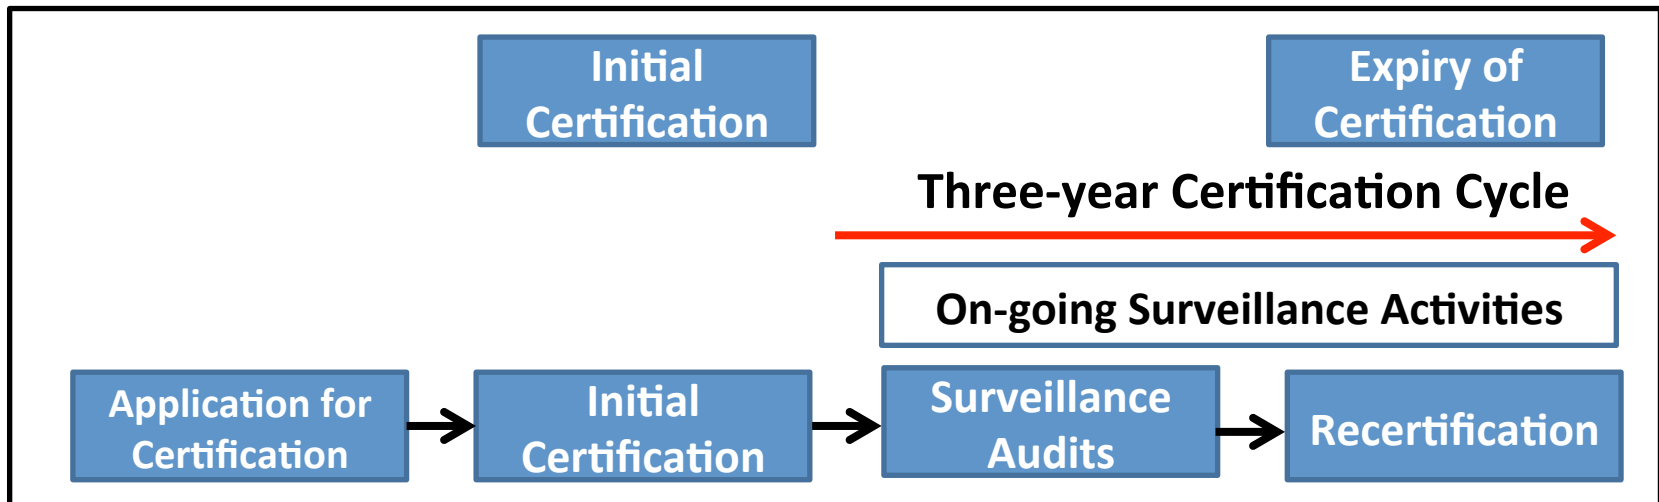 Initial
Certification
Expiry of
Certification
Three-year Certification Cycle
On-going Surveillance Activities
Application for
Certification
Initial
Certification
Surveillance
Audits
Recertification